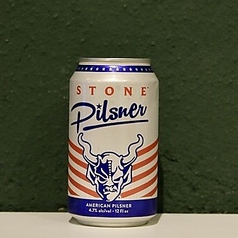 STONE
Pilsner
AMERICAN PILSNER
4.7% alc/vol • 12 fl oz